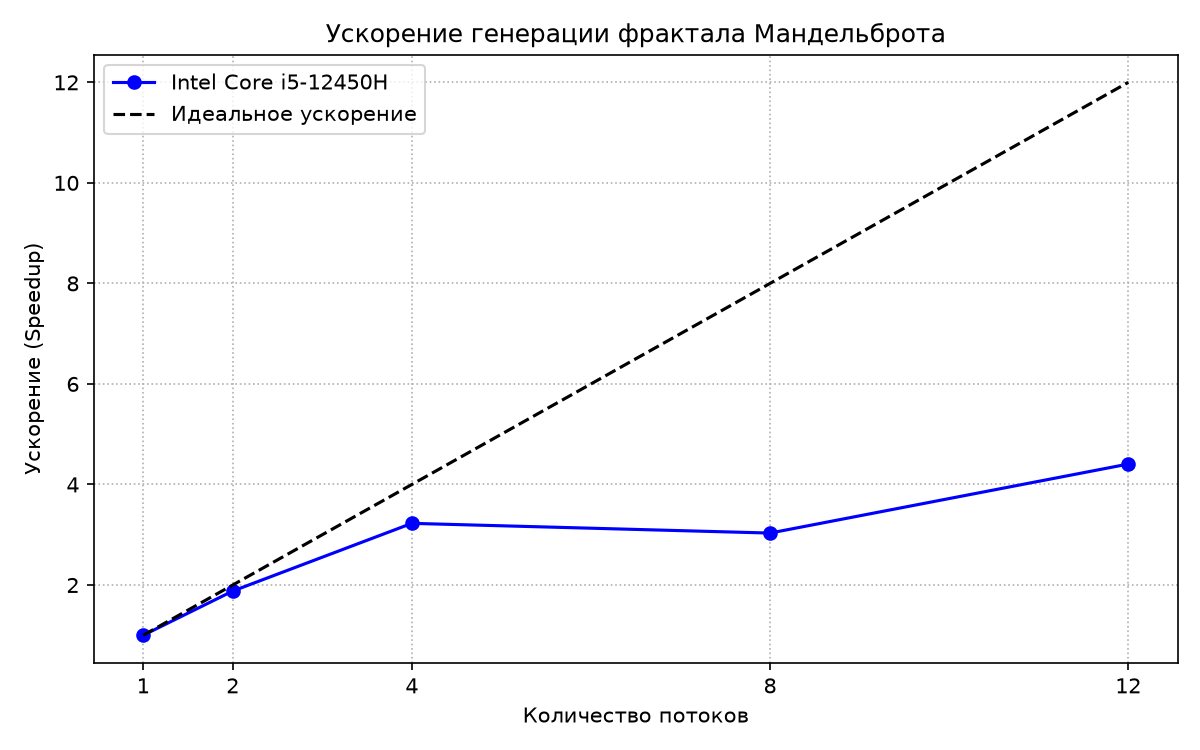 Ускорение генерации фрактала Мандельброта
Intel Core i5-12450H
Идеальное ускорение
Ускорение (Speedup)
12
10
8
6
4
2
1 2 4 8 12
Количество потоков